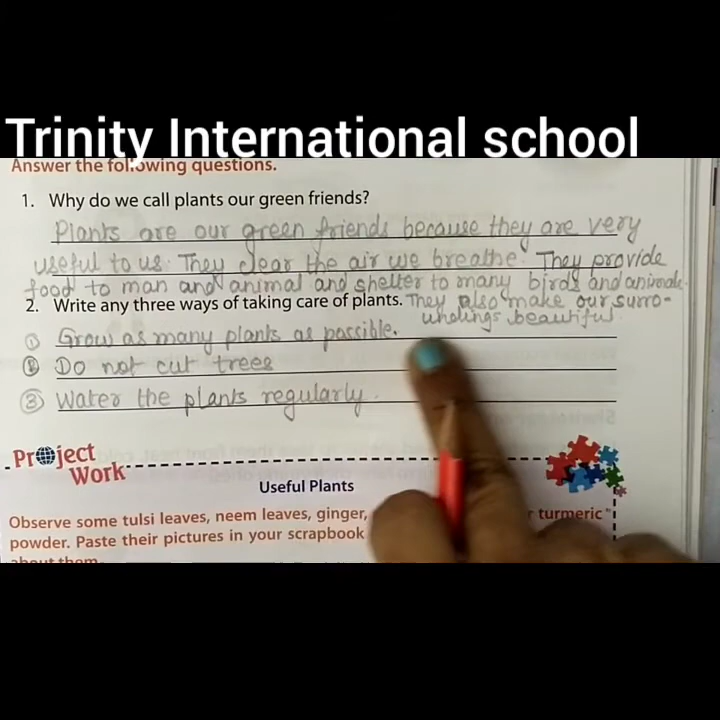 Trinity International school
Answer the following questions.
1. Why do we call plants our green friends?
Plants are our green friends because they are very
useful to us. They clear the air we breathe. They provide
food to man and animal and shelter to many birds and animals.
2. Write any three ways of taking care of plants. They also make our surro-
undings beautiful.
① Grow as many plants as possible.
② Do not cut trees
③ Water the plants regularly.
Project
Work
Useful Plants
Observe some tulsi leaves, neem leaves, ginger, turmeric
powder. Paste their pictures in your scrapbook
about them